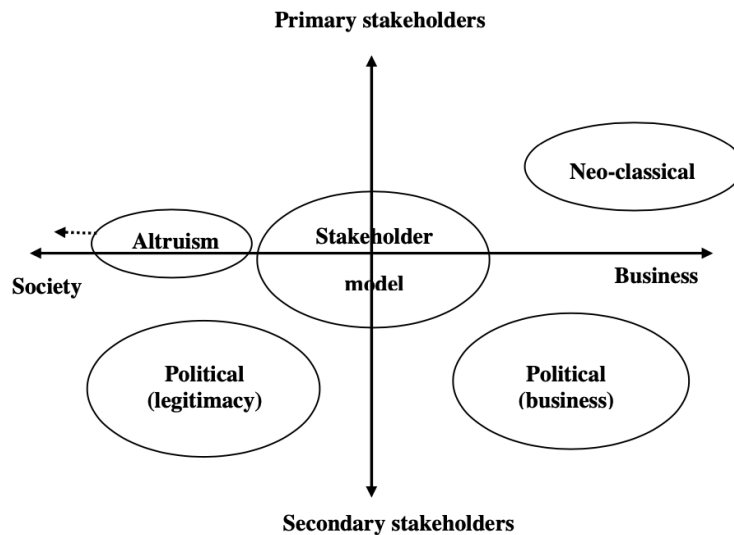 Primary stakeholders
Neo-classical
Altruism
Stakeholder
model
Society
Business
Political
(legitimacy)
Political
(business)
Secondary stakeholders